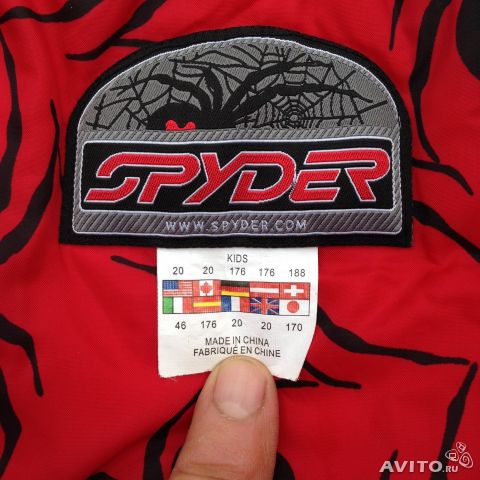 SPYDER
WWW.SPYDER.COM
KIDS
20 20 176 176 188
46 176 20 20 170
MADE IN CHINA
FABRIQUÉ EN CHINE
AVITO.ru